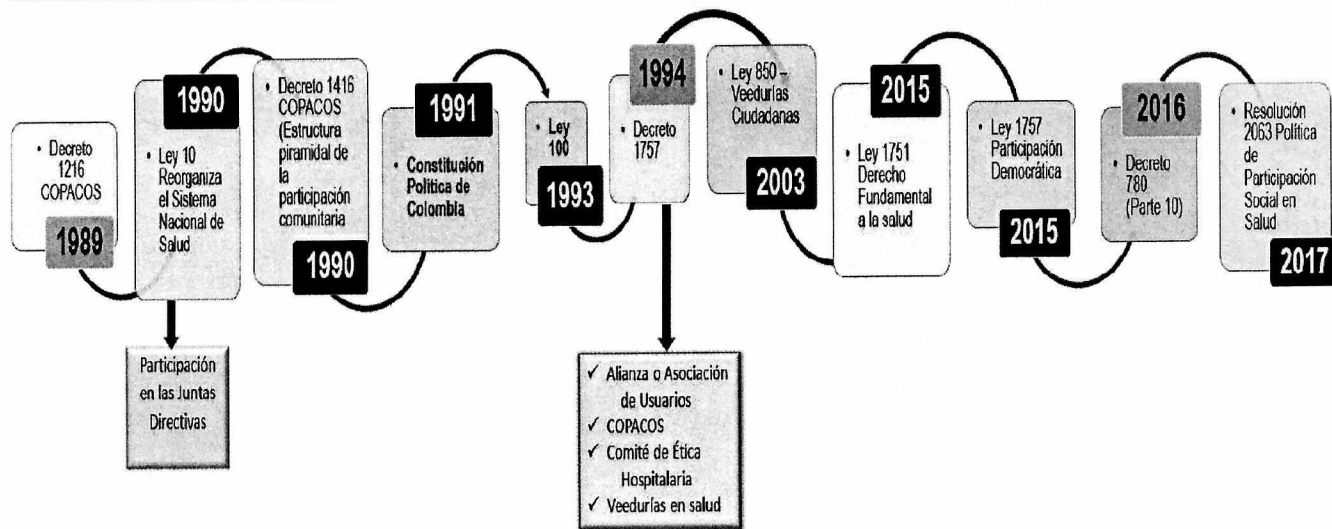 • Decreto
1216
COPACOS
1989
1990
• Ley 10
Reorganiza
el Sistema
Nacional de
Salud
• Decreto 1416
COPACOS
(Estructura
piramidal de
la
participación
comunitaria
1990
1991
• Constitución
Política de
Colombia
• Ley
100
1993
1994
• Decreto
1757
• Ley 850 –
Veedurías
Ciudadanas
2003
2015
• Ley 1751
Derecho
Fundamental
a la salud
• Ley 1757
Participación
Democrática
2015
2016
• Decreto
780
(Parte 10)
• Resolución
2063 Política
de
Participación
Social en
Salud
2017
Participación
en las Juntas
Directivas
✓ Alianza o Asociación
de Usuarios
✓ COPACOS
✓ Comité de Ética
Hospitalaria
✓ Veedurías en salud